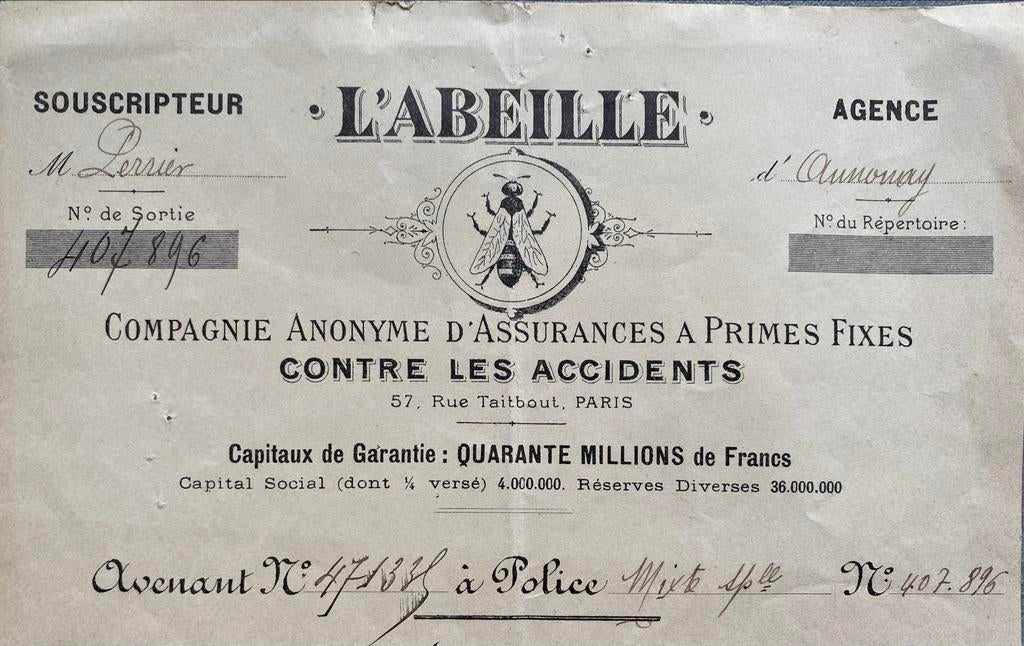 SOUSCRIPTEUR
M Perrier
Nº de Sortie
407 896
· L'ABEILLE ·
AGENCE
d' Annonay
Nº du Répertoire :
COMPAGNIE ANONYME D'ASSURANCES A PRIMES FIXES
CONTRE LES ACCIDENTS
57, Rue Taitbout, PARIS
Capitaux de Garantie : QUARANTE MILLIONS de Francs
Capital Social (dont ¼ versé) 4.000.000. Réserves Diverses 36.000.000
Avenant Nº à Police Mixte splle Nº 407.896